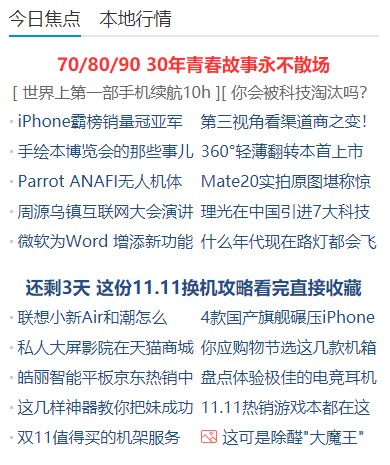 今日焦点 本地行情
70/80/90 30年青春故事永不散场
[ 世界上第一部手机续航10h ][ 你会被科技淘汰吗?
iPhone霸榜销量冠亚军 第三视角看渠道商之变!
手绘本博览会的那些事儿 360°轻薄翻转本首上市
Parrot ANAFI无人机体 Mate20实拍原图堪称惊
周源乌镇互联网大会演讲 理光在中国引进7大科技
微软为Word 增添新功能 什么年代现在路灯都会飞
还剩3天 这份11.11换机攻略看完直接收藏
联想小新Air和潮怎么 4款国产旗舰碾压iPhone
私人大屏影院在天猫商城 你应购物节选这几款机箱
皓丽智能平板京东热销中 盘点体验极佳的电竞耳机
这几样神器教你把妹成功 11.11热销游戏本都在这
双11值得买的机架服务 这可是除醛"大魔王"